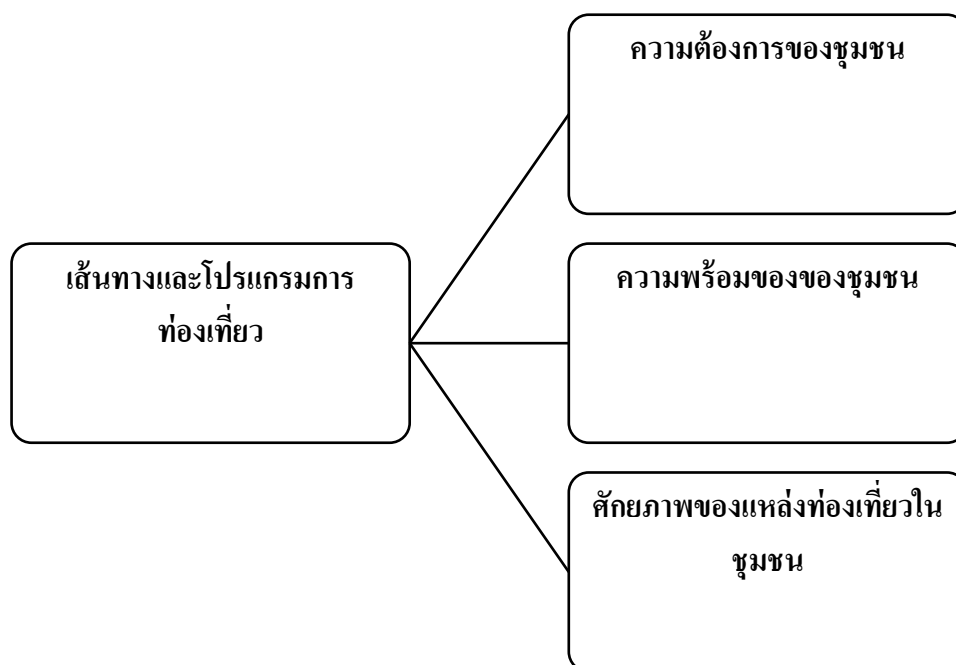 ความต้องการของชุมชน
เส้นทางและโปรแกรมการ
ท่องเที่ยว
ความพร้อมของของชุมชน
ศักยภาพของแหล่งท่องเที่ยวใน
ชุมชน